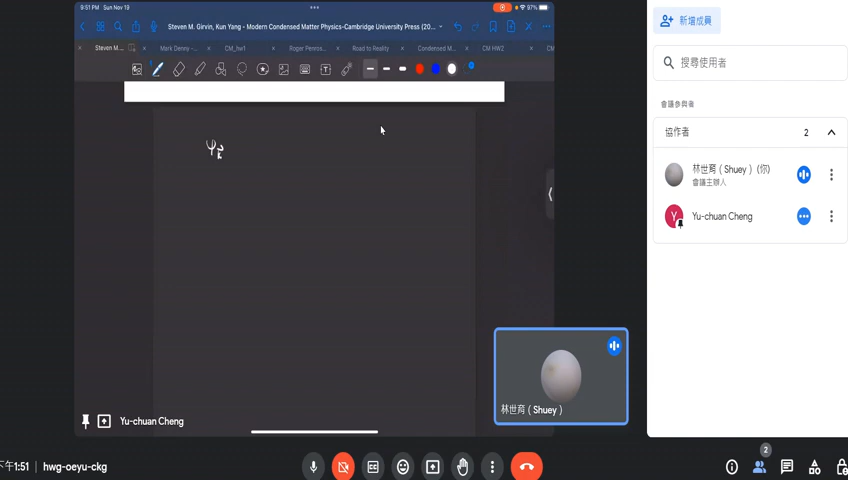 9:51 PM Sun Nov 19
97%
Steven M. Girvin, Kun Yang - Modern Condensed Matter Physics-Cambridge University Press (20...
Steven M....
Mark Denny -...
CM_hw1
Roger Penros...
Road to Reality
Condensed M...
CM HW2
CM
Ψk
新增成員
搜尋使用者
會議參與者
協作者 2
林世育 ( Shuey ) (你)
會議主辦人
Y
Yu-chuan Cheng
林世育 ( Shuey )
Yu-chuan Cheng
下午1:51 | hwg-oeyu-ckg
2